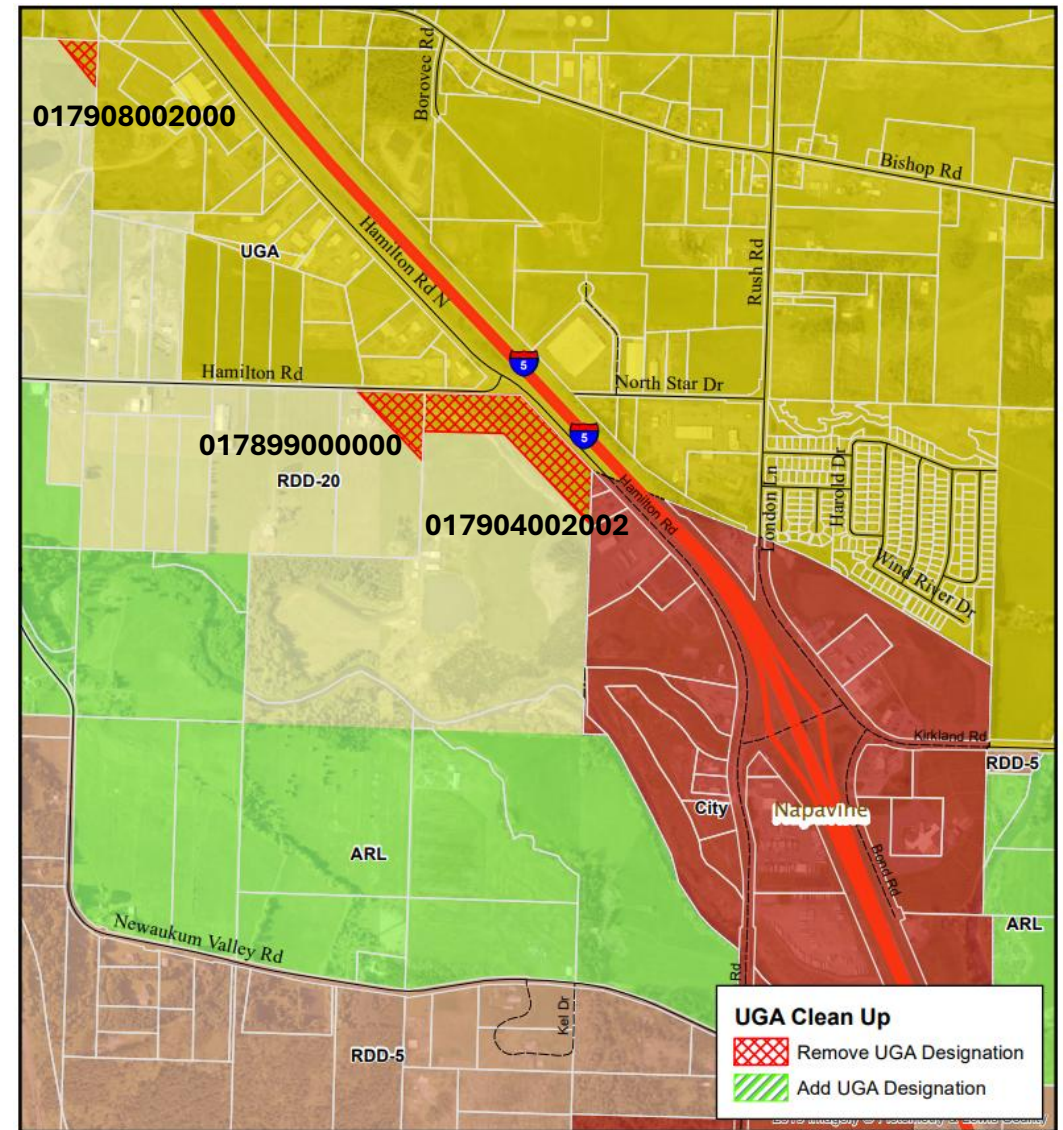 Borovec Rd
017908002000
Bishop Rd
UGA
Hamilton Rd N
Rush Rd
5
Hamilton Rd
North Star Dr
5
017899000000
RDD-20
Hamilton Rd
London Ln
Harold Dr
017904002002
Wind River Dr
Kirkland Rd
RDD-5
City
Napavine
ARL
Bond Rd
ARL
Newaukum Valley Rd
Rd
Kel Dr
RDD-5
UGA Clean Up
Remove UGA Designation
Add UGA Designation